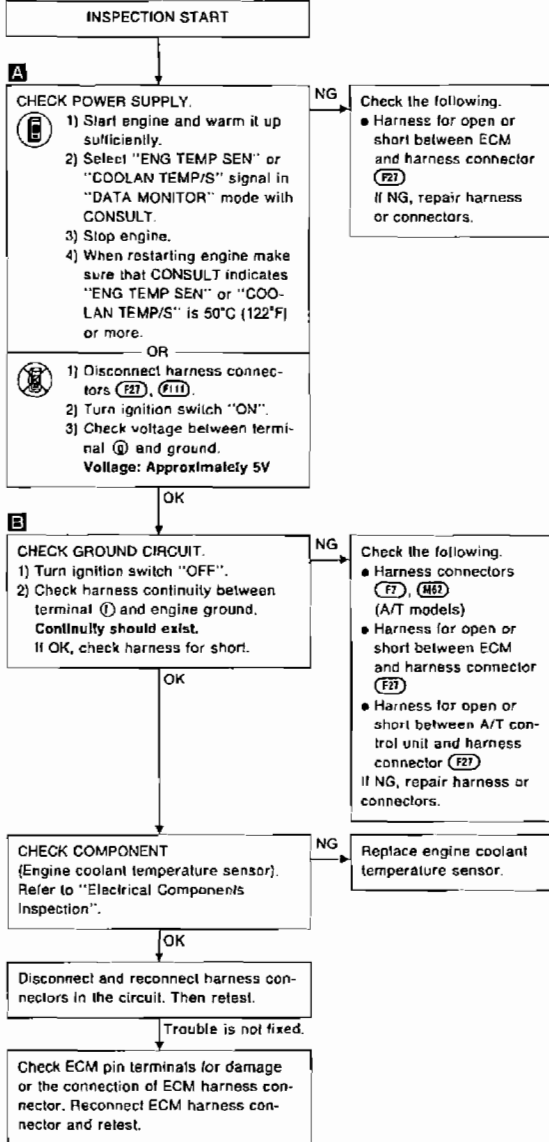 INSPECTION START
A
CHECK POWER SUPPLY.
1) Start engine and warm it up
sufficiently.
2) Select "ENG TEMP SEN" or
"COOLAN TEMP/S" signal in
"DATA MONITOR" mode with
CONSULT.
3) Stop engine.
4) When restarting engine make
sure that CONSULT indicates
"ENG TEMP SEN" or "COO-
LAN TEMP/S" is 50°C (122°F)
or more.
OR
1) Disconnect harness connec-
tors F27, F111.
2) Turn ignition switch "ON".
3) Check voltage between termi-
nal g and ground.
Voltage: Approximately 5V
NG
Check the following.
• Harness for open or
short between ECM
and harness connector
F27
If NG, repair harness
or connectors.
OK
B
CHECK GROUND CIRCUIT.
1) Turn ignition switch "OFF".
2) Check harness continuity between
terminal f and engine ground.
Continuity should exist.
If OK, check harness for short.
NG
Check the following.
• Harness connectors
F7, M62
(A/T models)
• Harness for open or
short between ECM
and harness connector
F27
• Harness for open or
short between A/T con-
trol unit and harness
connector F27
If NG, repair harness or
connectors.
OK
CHECK COMPONENT
(Engine coolant temperature sensor).
Refer to "Electrical Components
Inspection".
NG
Replace engine coolant
temperature sensor.
OK
Disconnect and reconnect harness con-
nectors in the circuit. Then retest.
Trouble is not fixed.
Check ECM pin terminals for damage
or the connection of ECM harness con-
nector. Reconnect ECM harness con-
nector and retest.